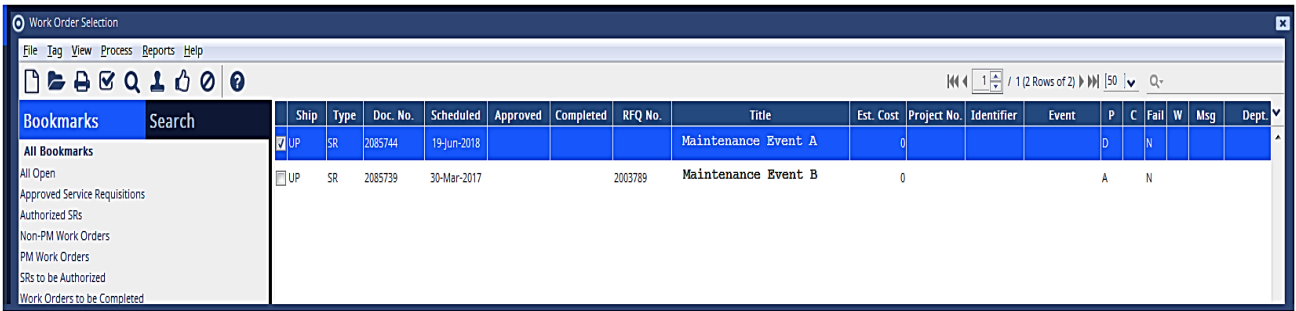 Work Order Selection
File Tag View Process Reports Help
1 / 1 (2 Rows of 2) 50
Bookmarks Search
Ship Type Doc. No. Scheduled Approved Completed RFQ No. Title Est. Cost Project No. Identifier Event P C Fail W Msg Dept.
UP SR 2085744 19-Jun-2018 Maintenance Event A 0 D N
UP SR 2085739 30-Mar-2017 2003789 Maintenance Event B 0 A N
All Bookmarks
All Open
Approved Service Requisitions
Authorized SRs
Non-PM Work Orders
PM Work Orders
SRs to be Authorized
Work Orders to be Completed